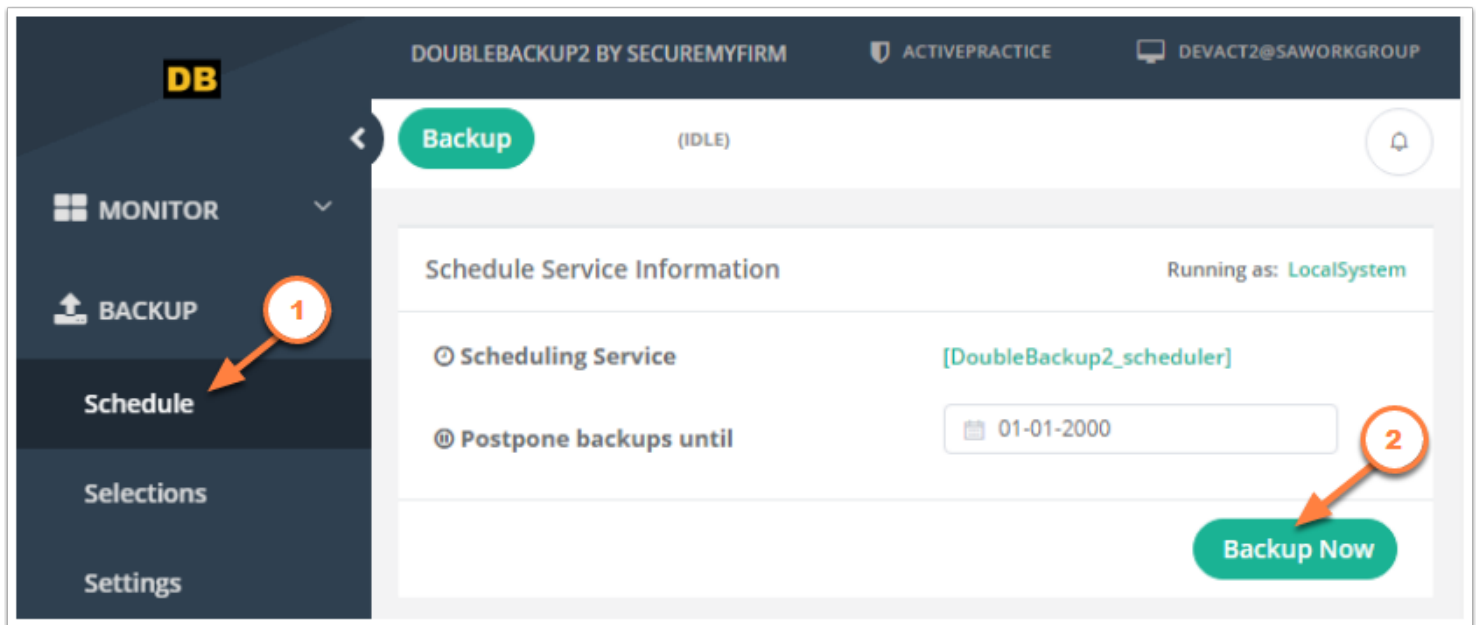 DB
DOUBLEBACKUP2 BY SECUREMYFIRM
ACTIVEPRACTICE
DEVACT2@SAWORKGROUP
Backup
(IDLE)
MONITOR
BACKUP
1
Schedule
Selections
Settings
Schedule Service Information
Running as: LocalSystem
Scheduling Service
[DoubleBackup2_scheduler]
Postpone backups until
01-01-2000
2
Backup Now